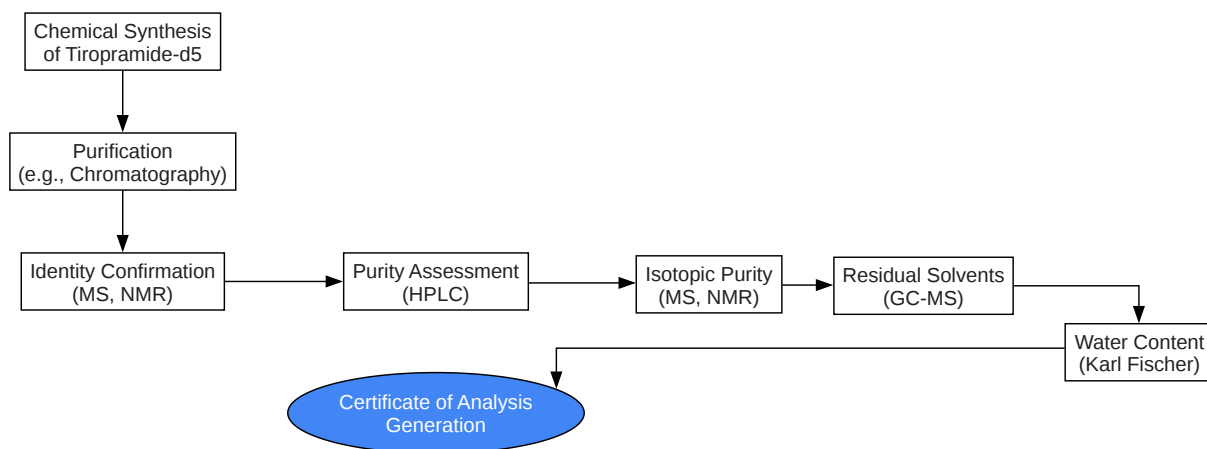 Chemical Synthesis
of Tiropramide-d5
Purification
(e.g., Chromatography)
Identity Confirmation
(MS, NMR)
Purity Assessment
(HPLC)
Isotopic Purity
(MS, NMR)
Residual Solvents
(GC-MS)
Water Content
(Karl Fischer)
Certificate of Analysis
Generation